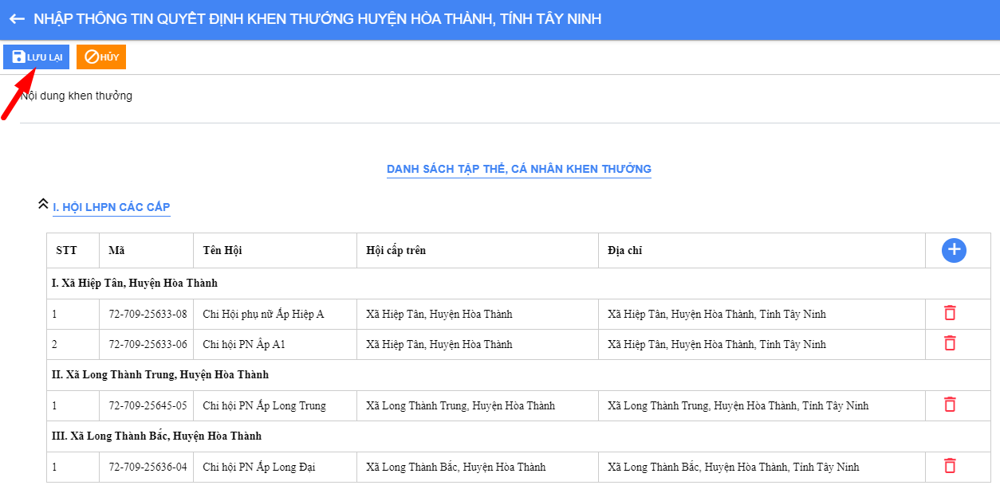 NHẬP THÔNG TIN QUYẾT ĐỊNH KHEN THƯỞNG HUYỆN HÒA THÀNH, TỈNH TÂY NINH
LƯU LẠI HỦY
Nội dung khen thưởng
DANH SÁCH TẬP THỂ, CÁ NHÂN KHEN THƯỞNG
I. HỘI LHPN CÁC CẤP
STT Mã Tên Hội Hội cấp trên Địa chỉ
I. Xã Hiệp Tân, Huyện Hòa Thành
1 72-709-25633-08 Chi Hội phụ nữ Ấp Hiệp A Xã Hiệp Tân, Huyện Hòa Thành Xã Hiệp Tân, Huyện Hòa Thành, Tỉnh Tây Ninh
2 72-709-25633-06 Chi hội PN Âp A1 Xã Hiệp Tân, Huyện Hòa Thành Xã Hiệp Tân, Huyện Hòa Thành, Tỉnh Tây Ninh
II. Xã Long Thành Trung, Huyện Hòa Thành
1 72-709-25645-05 Chi hội PN Ấp Long Trung Xã Long Thành Trung, Huyện Hòa Thành Xã Long Thành Trung, Huyện Hòa Thành, Tỉnh Tây Ninh
III. Xã Long Thành Bắc, Huyện Hòa Thành
1 72-709-25636-04 Chi hội PN Ấp Long Đại Xã Long Thành Bắc, Huyện Hòa Thành Xã Long Thành Bắc, Huyện Hòa Thành, Tỉnh Tây Ninh